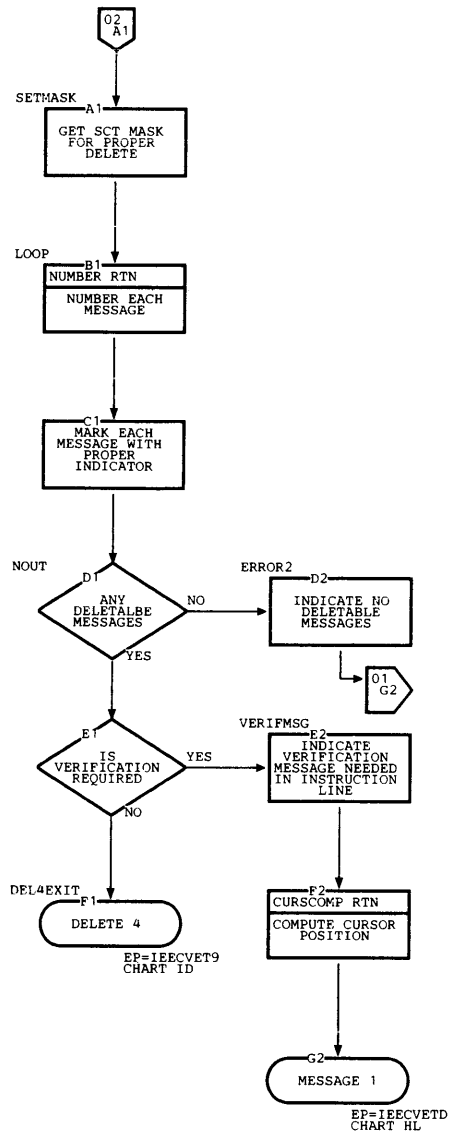 02
A1
SETMASK
A1
GET SCT MASK
FOR PROPER
DELETE
LOOP
B1
NUMBER RTN
NUMBER EACH
MESSAGE
C1
MARK EACH
MESSAGE WITH
PROPER
INDICATOR
NOUT
D1
ANY
DELETALBE
MESSAGES
NO
YES
ERROR2
D2
INDICATE NO
DELETABLE
MESSAGES
01
G2
E1
IS
VERIFICATION
REQUIRED
YES
NO
VERIFMSG
E2
INDICATE
VERIFICATION
MESSAGE NEEDED
IN INSTRUCTION
LINE
DEL4EXIT
F1
DELETE 4
EP=IEECVET9
CHART ID
F2
CURSCOMP RTN
COMPUTE CURSOR
POSITION
G2
MESSAGE 1
EP=IEECVETD
CHART HL